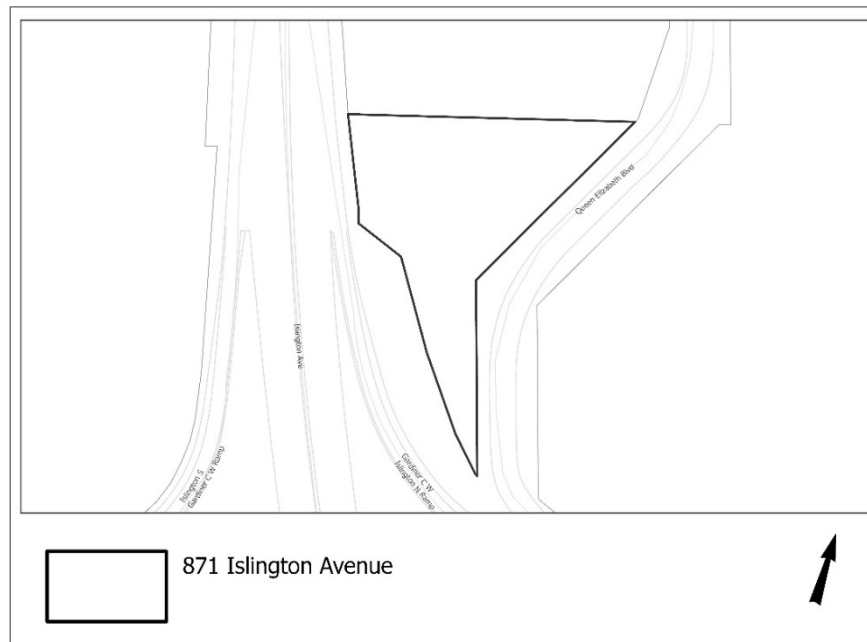 Queen Elizabeth Blvd
Islington Ave
Islington S
Gardiner C W Ramp
Gardiner C W
Islington N Ramp
871 Islington Avenue